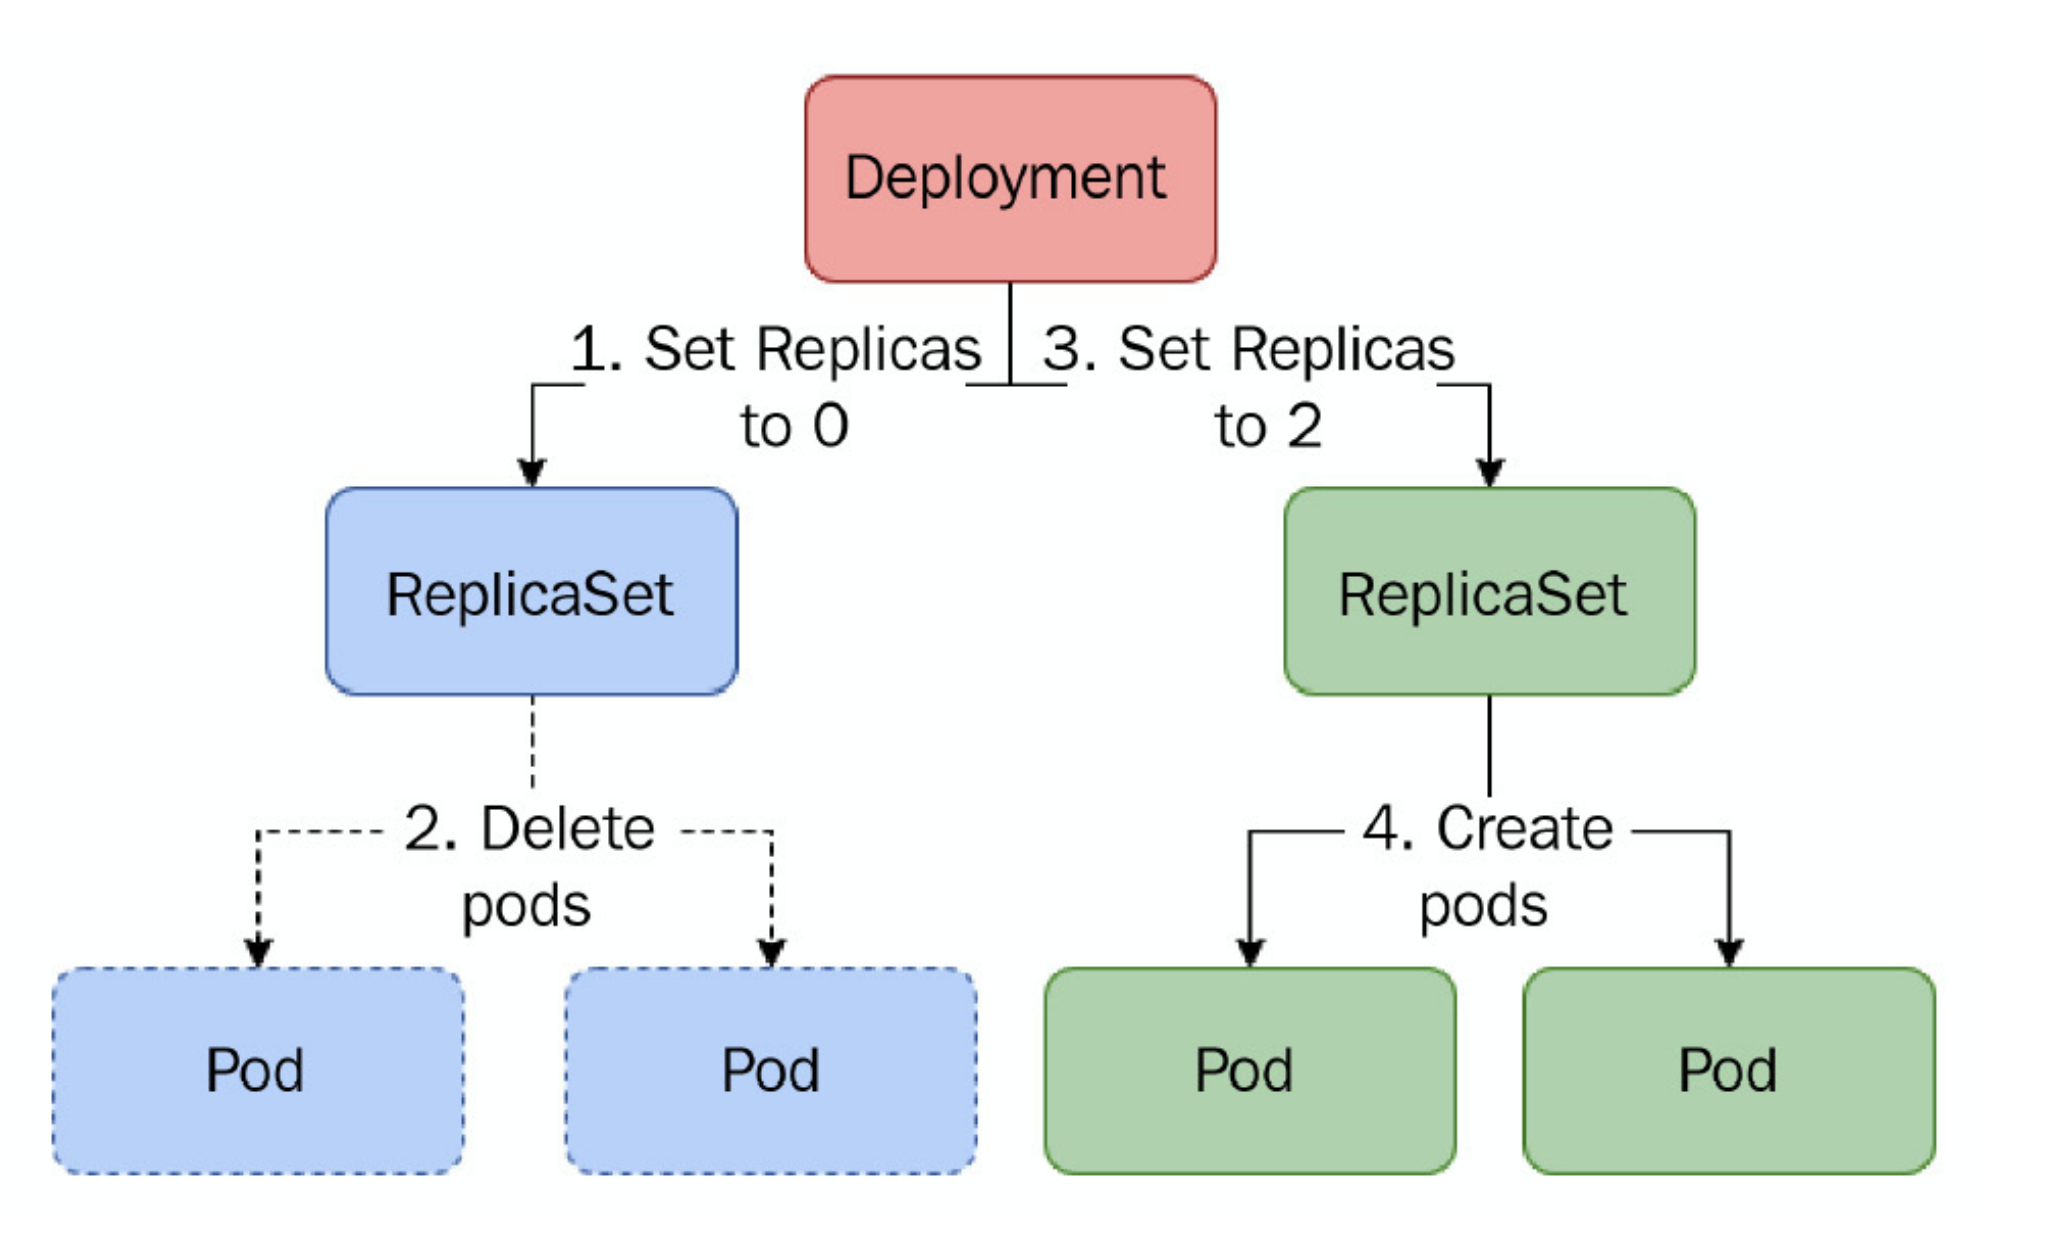 Deployment
1. Set Replicas
to 0
3. Set Replicas
to 2
ReplicaSet
ReplicaSet
2. Delete
pods
4. Create
pods
Pod
Pod
Pod
Pod